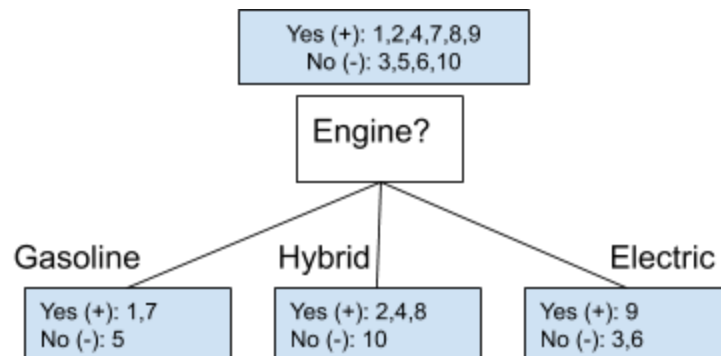 Yes (+): 1,2,4,7,8,9
No (-): 3,5,6,10
Engine?
Gasoline
Hybrid
Electric
Yes (+): 1,7
No (-): 5
Yes (+): 2,4,8
No (-): 10
Yes (+): 9
No (-): 3,6